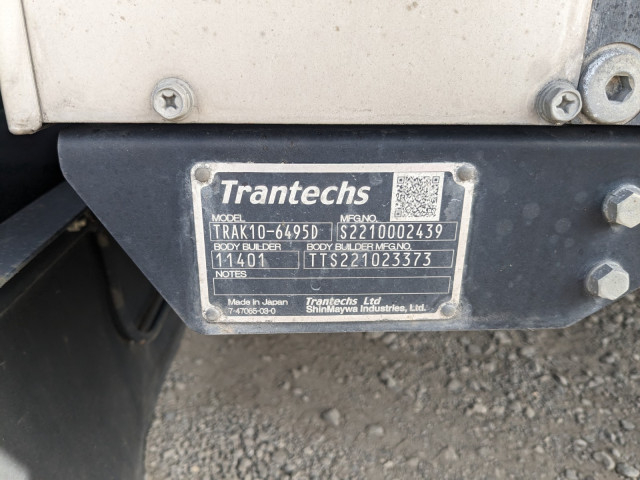 Trantechs
MODEL MFG.NO.
TRAK10-6495D S2210002439
BODY BUILDER BODY BUILDER MFG.NO.
11401 TTS221023373
NOTES
Made in Japan Trantechs Ltd
7-47065-03-0 ShinMaywa Industries, Ltd.